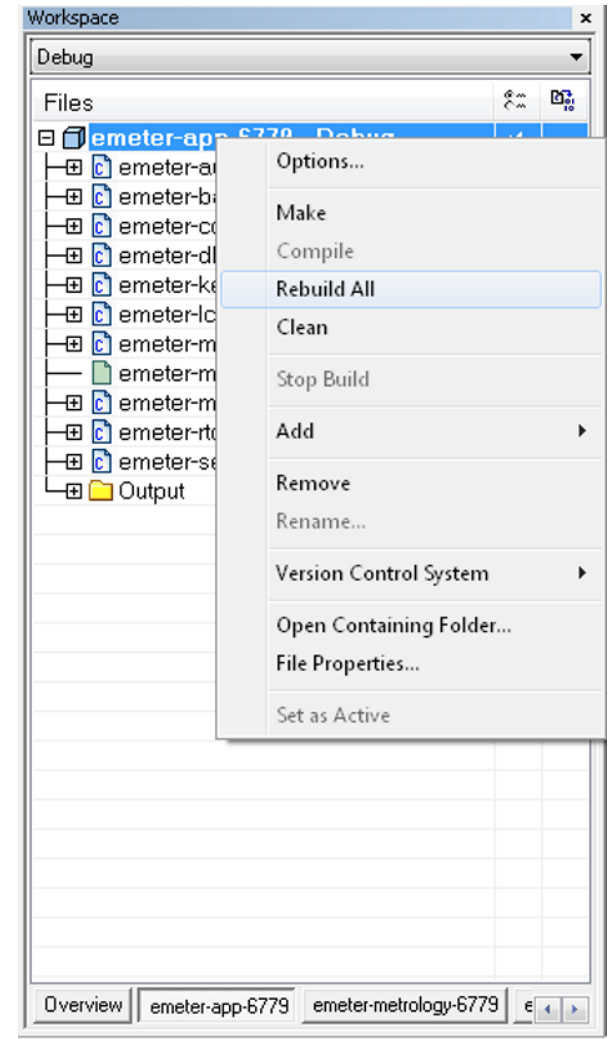 Workspace
Debug
Files
emeter-app-6779 - Debug
emeter-au
emeter-ba
emeter-co
emeter-dl
emeter-ke
emeter-lc
emeter-m
emeter-m
emeter-m
emeter-rtc
emeter-se
Output
Options...
Make
Compile
Rebuild All
Clean
Stop Build
Add
Remove
Rename...
Version Control System
Open Containing Folder...
File Properties...
Set as Active
Overview
emeter-app-6779
emeter-metrology-6779
e